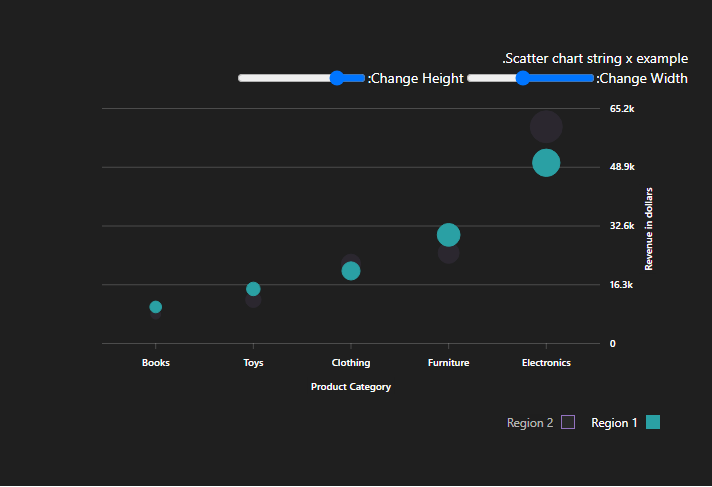 .Scatter chart string x example
:Change Width :Change Height
65.2k
48.9k
32.6k
16.3k
0
Revenue in dollars
Books Toys Clothing Furniture Electronics
Product Category
Region 2 Region 1